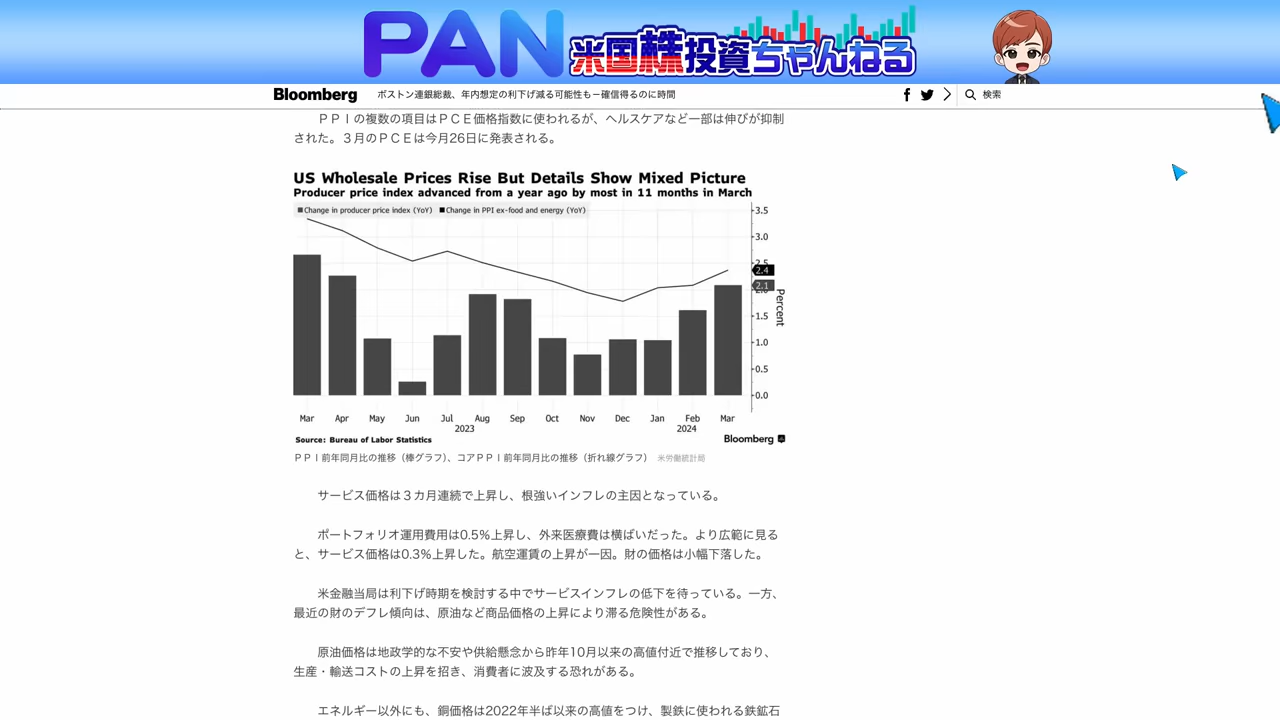 PAN 米国株投資ちゃんねる
Bloomberg ボストン連銀総裁、年内想定の利下げ減る可能性も－確信得るのに時間 検索
ＰＰＩの複数の項目はＰＣＥ価格指数に使われるが、ヘルスケアなど一部は伸びが抑制
された。３月のＰＣＥは今月26日に発表される。
US Wholesale Prices Rise But Details Show Mixed Picture
Producer price index advanced from a year ago by most in 11 months in March
Change in producer price index (YoY) Change in PPI ex-food and energy (YoY)
3.5
3.0
2.5
2.4
2.1
2.0
1.5
1.0
0.5
0.0
Percent
Mar Apr May Jun Jul Aug Sep Oct Nov Dec Jan Feb Mar
2023 2024
Source: Bureau of Labor Statistics Bloomberg
ＰＰＩ前年同月比の推移（棒グラフ）、コアＰＰＩ前年同月比の推移（折れ線グラフ） 米労働統計局
サービス価格は３カ月連続で上昇し、根強いインフレの主因となっている。
ポートフォリオ運用費用は0.5％上昇し、外来医療費は横ばいだった。より広範に見る
と、サービス価格は0.3％上昇した。航空運賃の上昇が一因。財の価格は小幅下落した。
米金融当局は利下げ時期を検討する中でサービスインフレの低下を待っている。一方、
最近の財のデフレ傾向は、原油など商品価格の上昇により滞る危険性がある。
原油価格は地政学的な不安や供給懸念から昨年10月以来の高値付近で推移しており、
生産・輸送コストの上昇を招き、消費者に波及する恐れがある。
エネルギー以外にも、銅価格は2022年半ば以来の高値をつけ、製鉄に使われる鉄鉱石